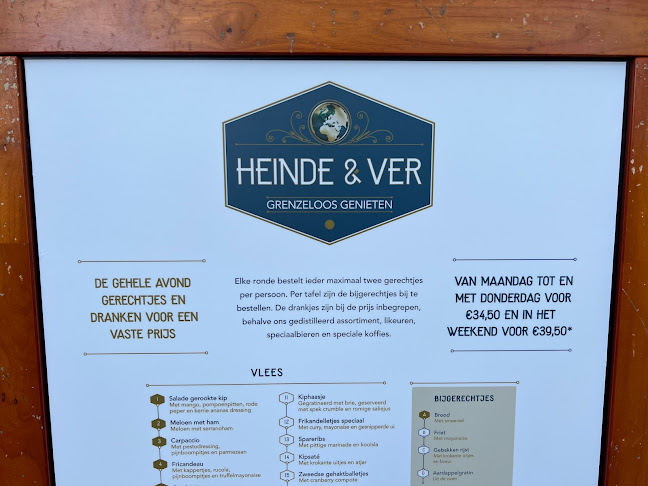 HEINDE & VER
GRENZELOOS GENIETEN
DE GEHELE AVOND
GERECHTJES EN
DRANKEN VOOR EEN
VASTE PRIJS
Elke ronde bestelt ieder maximaal twee gerechtjes
per persoon. Per tafel zijn de bijgerechtjes bij te
bestellen. De drankjes zijn bij de prijs inbegrepen,
behalve ons gedistilleerd assortiment, likeuren,
speciaalbieren en speciale koffies.
VAN MAANDAG TOT EN
MET DONDERDAG VOOR
€34,50 EN IN HET
WEEKEND VOOR €39,50*
VLEES
1 Salade gerookte kip
Met mango, pompoenpitten, rode
peper en kerrie ananas dressing
2 Meloen met ham
Meloen met serranoham
3 Carpaccio
Met pestodressing,
pijnboompitjes en parmezaan
4 Fricandeau
Met kappertjes, rucola,
pijnboompitjes en truffelmayonaise
11 Kiphaasje
Gegratineerd met brie, geserveerd
met spek crumble en romige saliejus
12 Frikandelletjes speciaal
Met curry, mayonaise en gesnipperde ui
13 Spareribs
Met pittige marinade en koolsla
14 Kipsaté
Met krokante uitjes en atjar
15 Zweedse gehaktballetjes
Met cranberry compote
BIJGERECHTJES
A Brood
Met smeersel
B Friet
Met mayonaise
C Gebakken rijst
Met krokante uitjes
D Aardappelgratin
Uit de oven